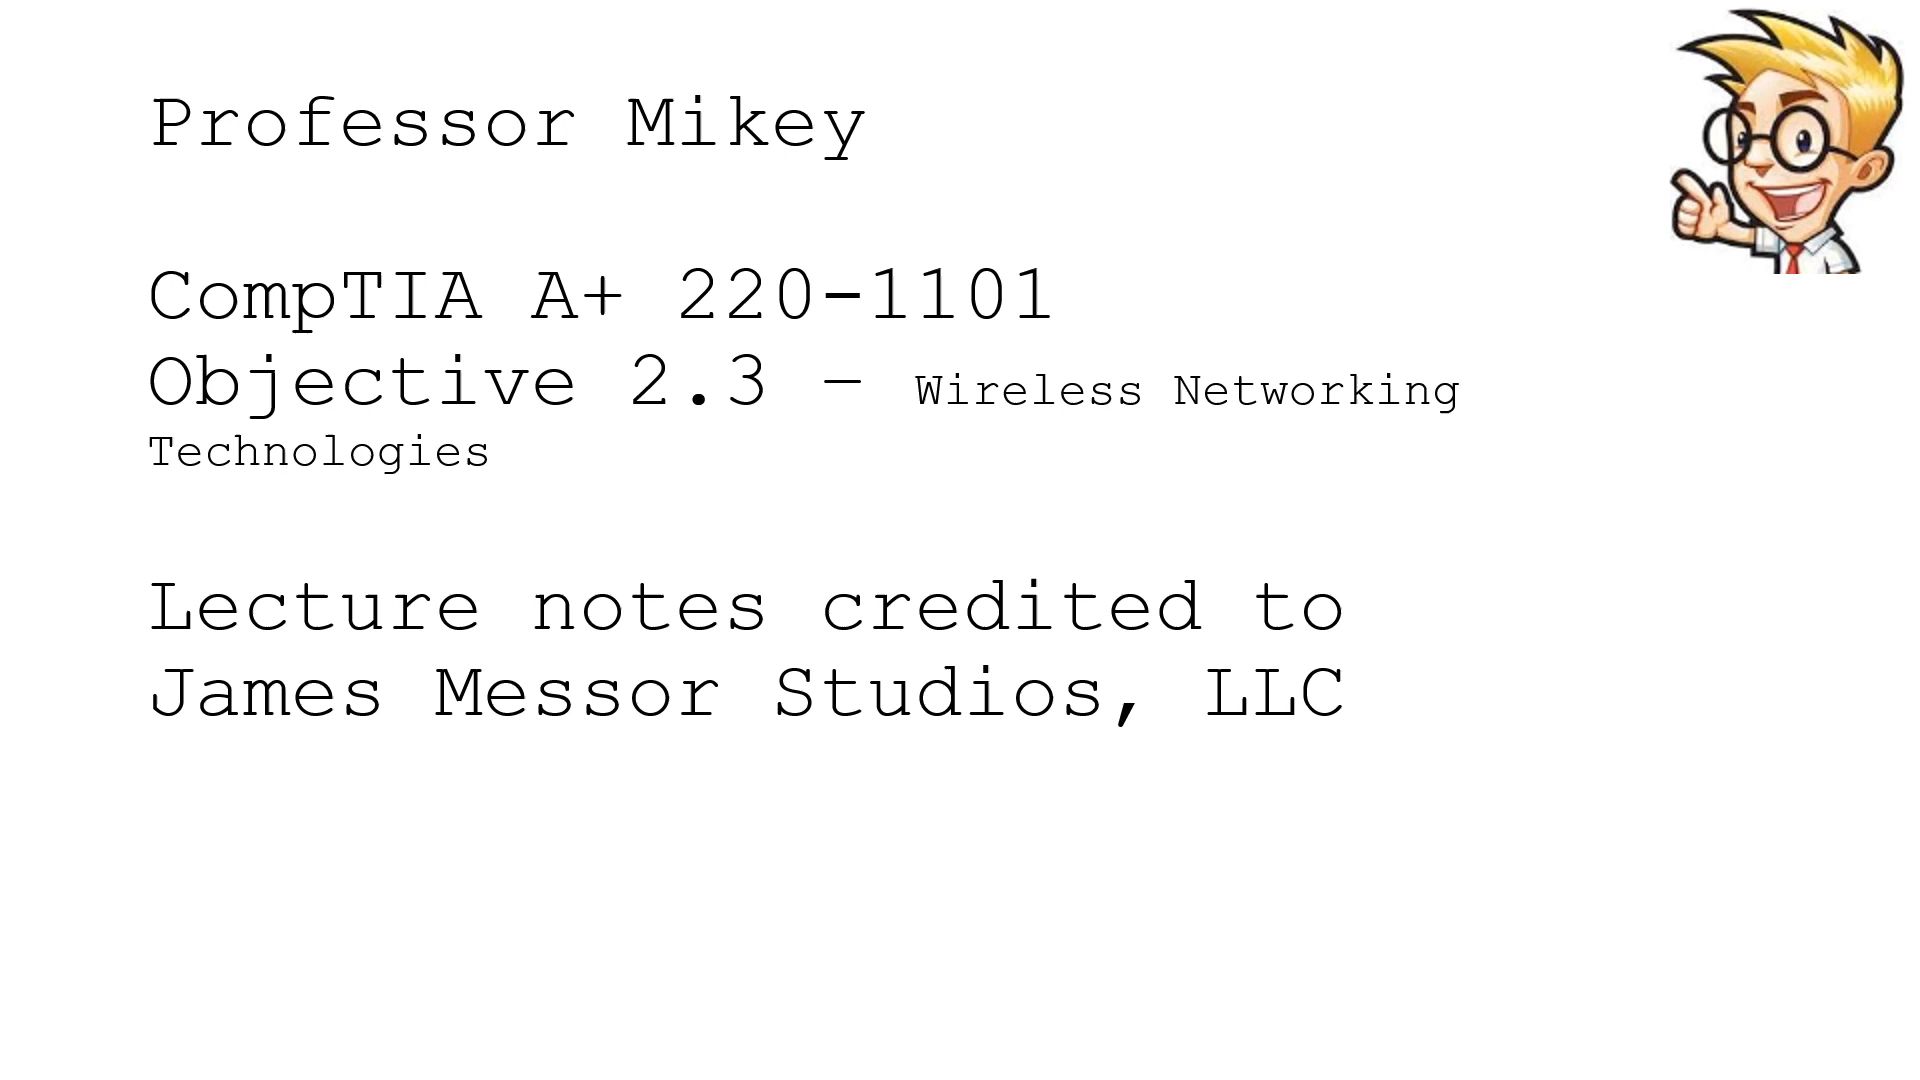 Professor Mikey
CompTIA A+ 220-1101
Objective 2.3 – Wireless Networking
Technologies
Lecture notes credited to
James Messor Studios, LLC